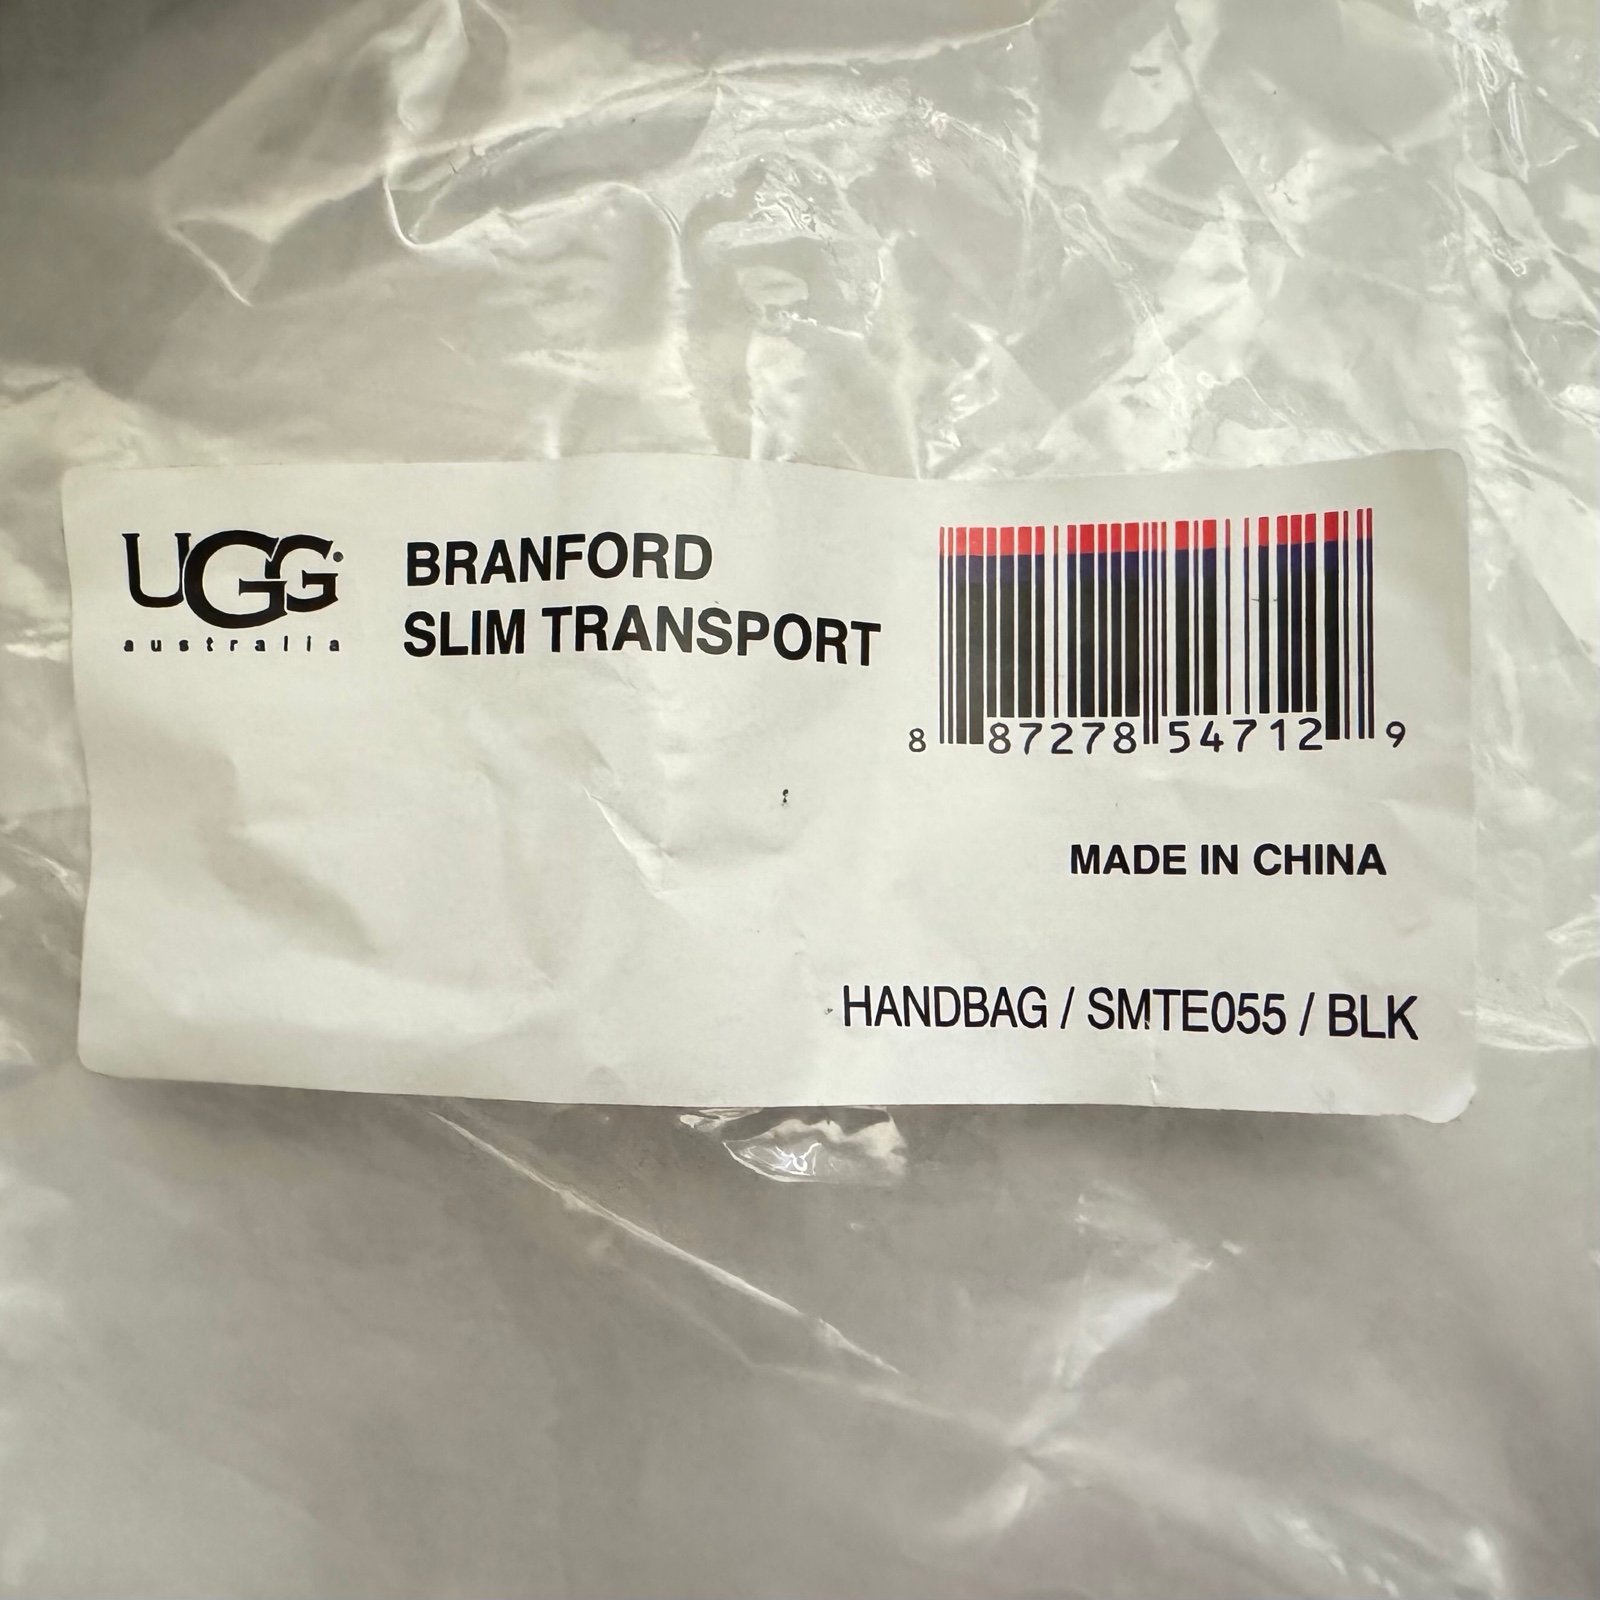 UGG®
australia
BRANFORD
SLIM TRANSPORT
8 87278 54712 9
MADE IN CHINA
HANDBAG / SMTE055 / BLK